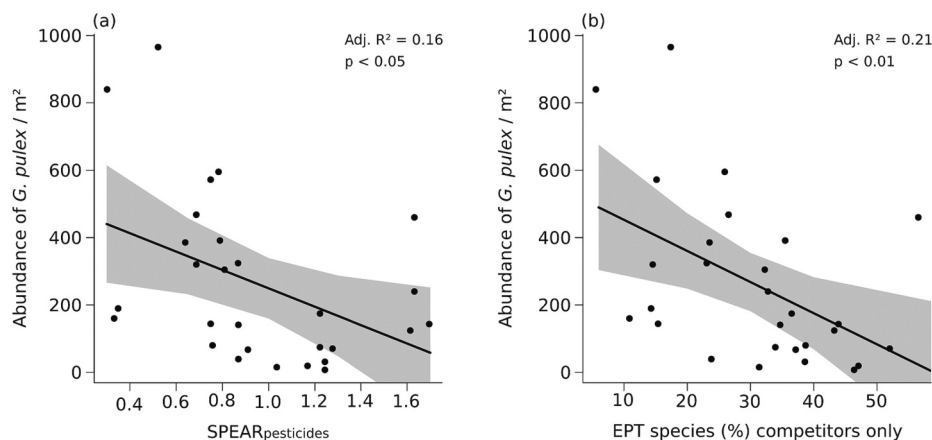 (a)
Adj. R² = 0.16
p < 0.05
Abundance of G. pulex / m²
1000
800
600
400
200
0
0.4 0.6 0.8 1.0 1.2 1.4 1.6
SPEARpesticides
(b)
Adj. R² = 0.21
p < 0.01
Abundance of G. pulex / m²
1000
800
600
400
200
0
10 20 30 40 50
EPT species (%) competitors only